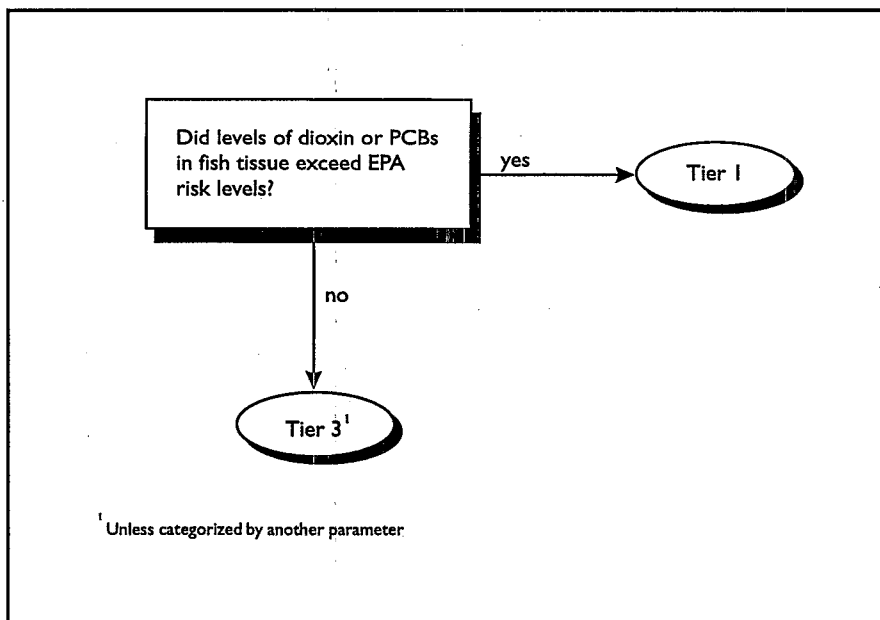 Did levels of dioxin or PCBs
in fish tissue exceed EPA
risk levels?
yes
Tier 1
no
Tier 3¹
¹ Unless categorized by another parameter